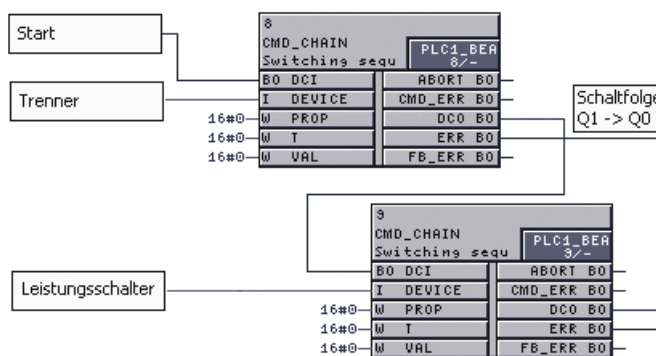 Start
8
CMD_CHAIN
Switching sequ
PLC1_BEA
8/-
BO DCI ABORT BO
Trenner
I DEVICE CMD_ERR BO
16#0 W PROP DCO BO
16#0 W T ERR BO
16#0 W VAL FB_ERR BO
Schaltfolge
Q1 -> Q0
9
CMD_CHAIN
Switching sequ
PLC1_BEA
9/-
BO DCI ABORT BO
Leistungsschalter
I DEVICE CMD_ERR BO
16#0 W PROP DCO BO
16#0 W T ERR BO
16#0 W VAL FB_ERR BO